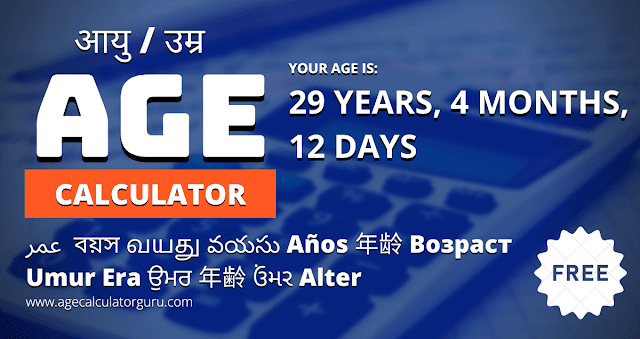 आयु / उम्र
AGE
CALCULATOR
YOUR AGE IS:
29 YEARS, 4 MONTHS,
12 DAYS
عمر বয়স வயது వయసు Años 年龄 Возраст
Umur Era ਉਮਰ 年齢 ઉંમર Alter
www.agecalculatorguru.com
FREE